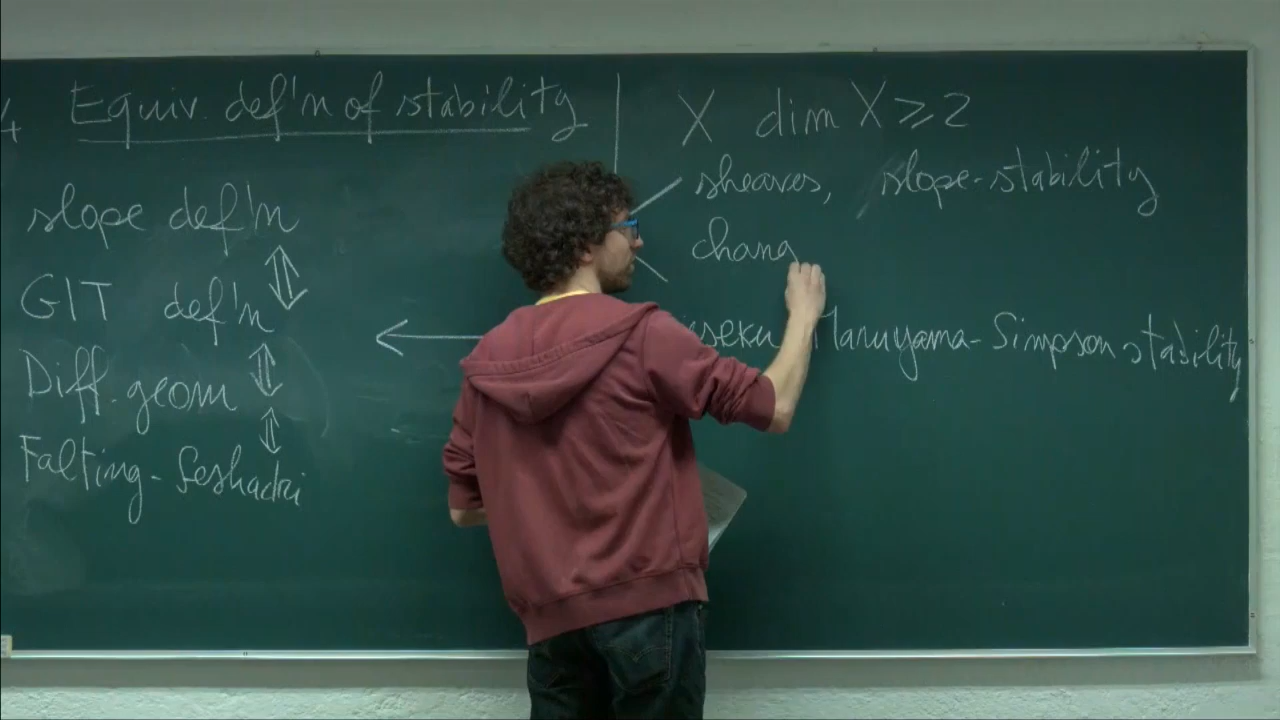 4 Equiv. def'n of stability
slope def'n
GIT def'n
Diff. geom
Falting-Seshadri
X dim X ⩾ 2
sheaves, slope-stability
chang
Maruyama-Simpson stability